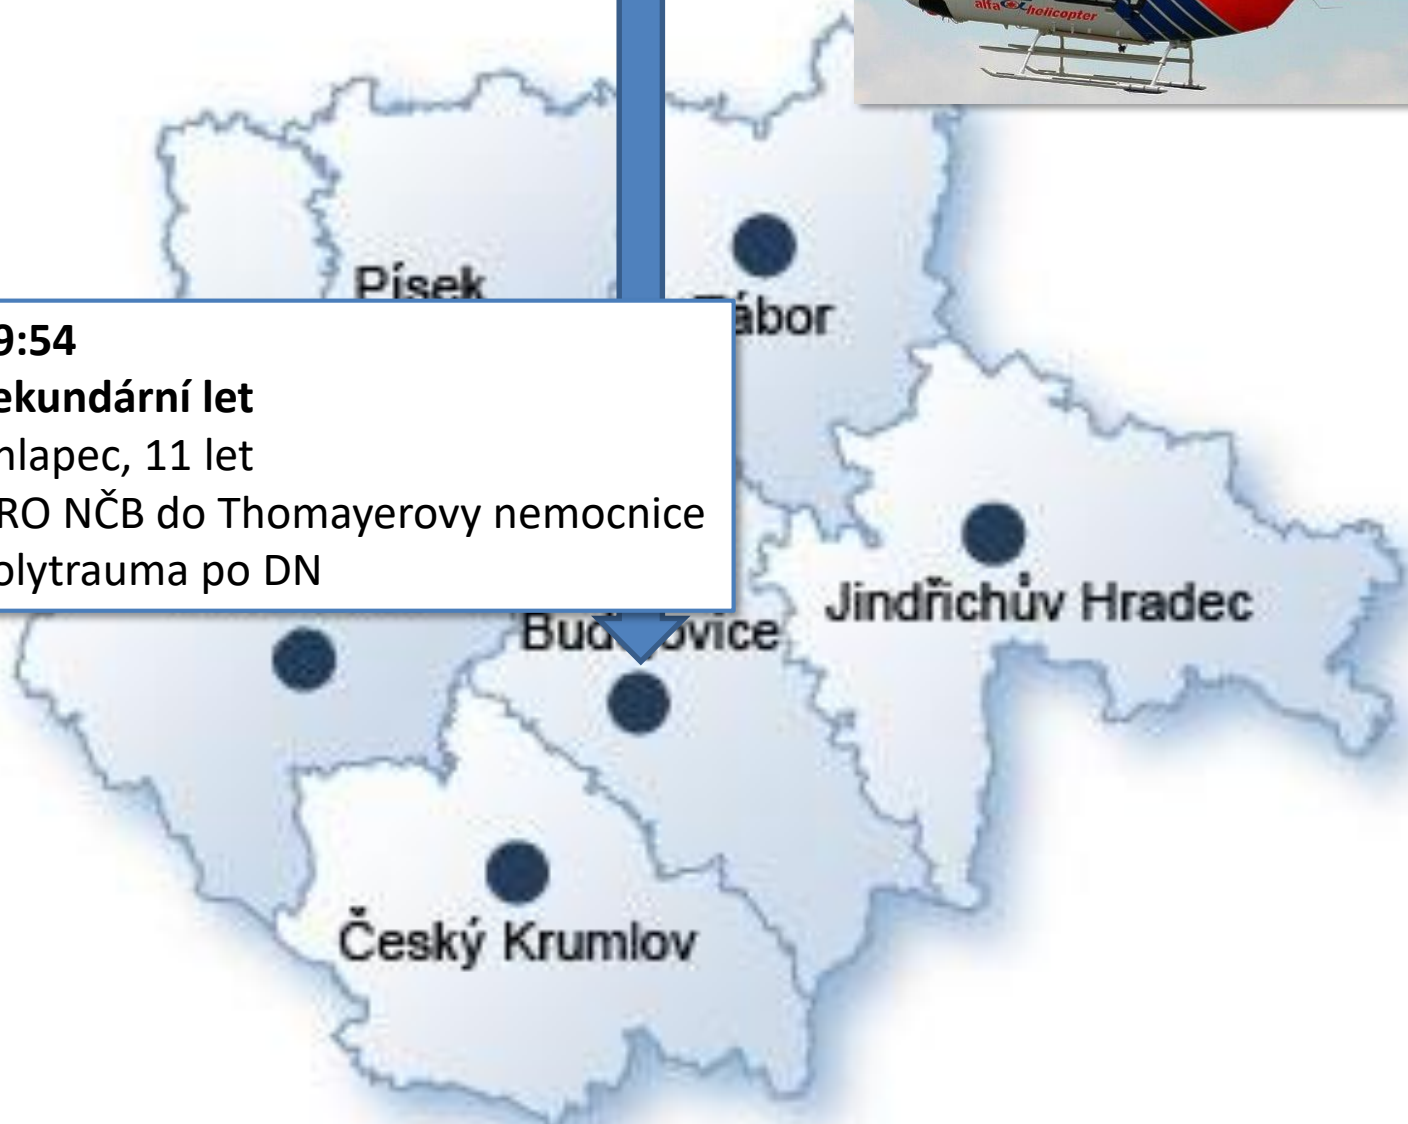 alfa helicopter
Písek
ábor
9:54
ekundární let
hlapec, 11 let
RO NČB do Thomayerovy nemocnice
olytrauma po DN
Jindřichův Hradec
Bud ovice
Český Krumlov